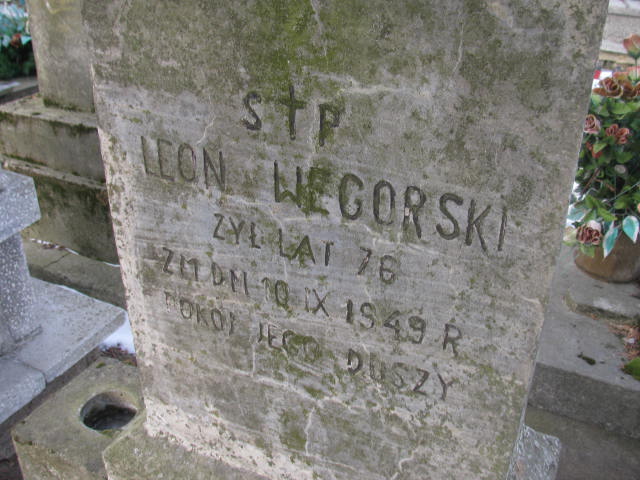 S † P
LEON WĘGORSKI
ŻYŁ LAT 76
ZM DN 10 IX 1949 R
POKÓJ JEGO DUSZY